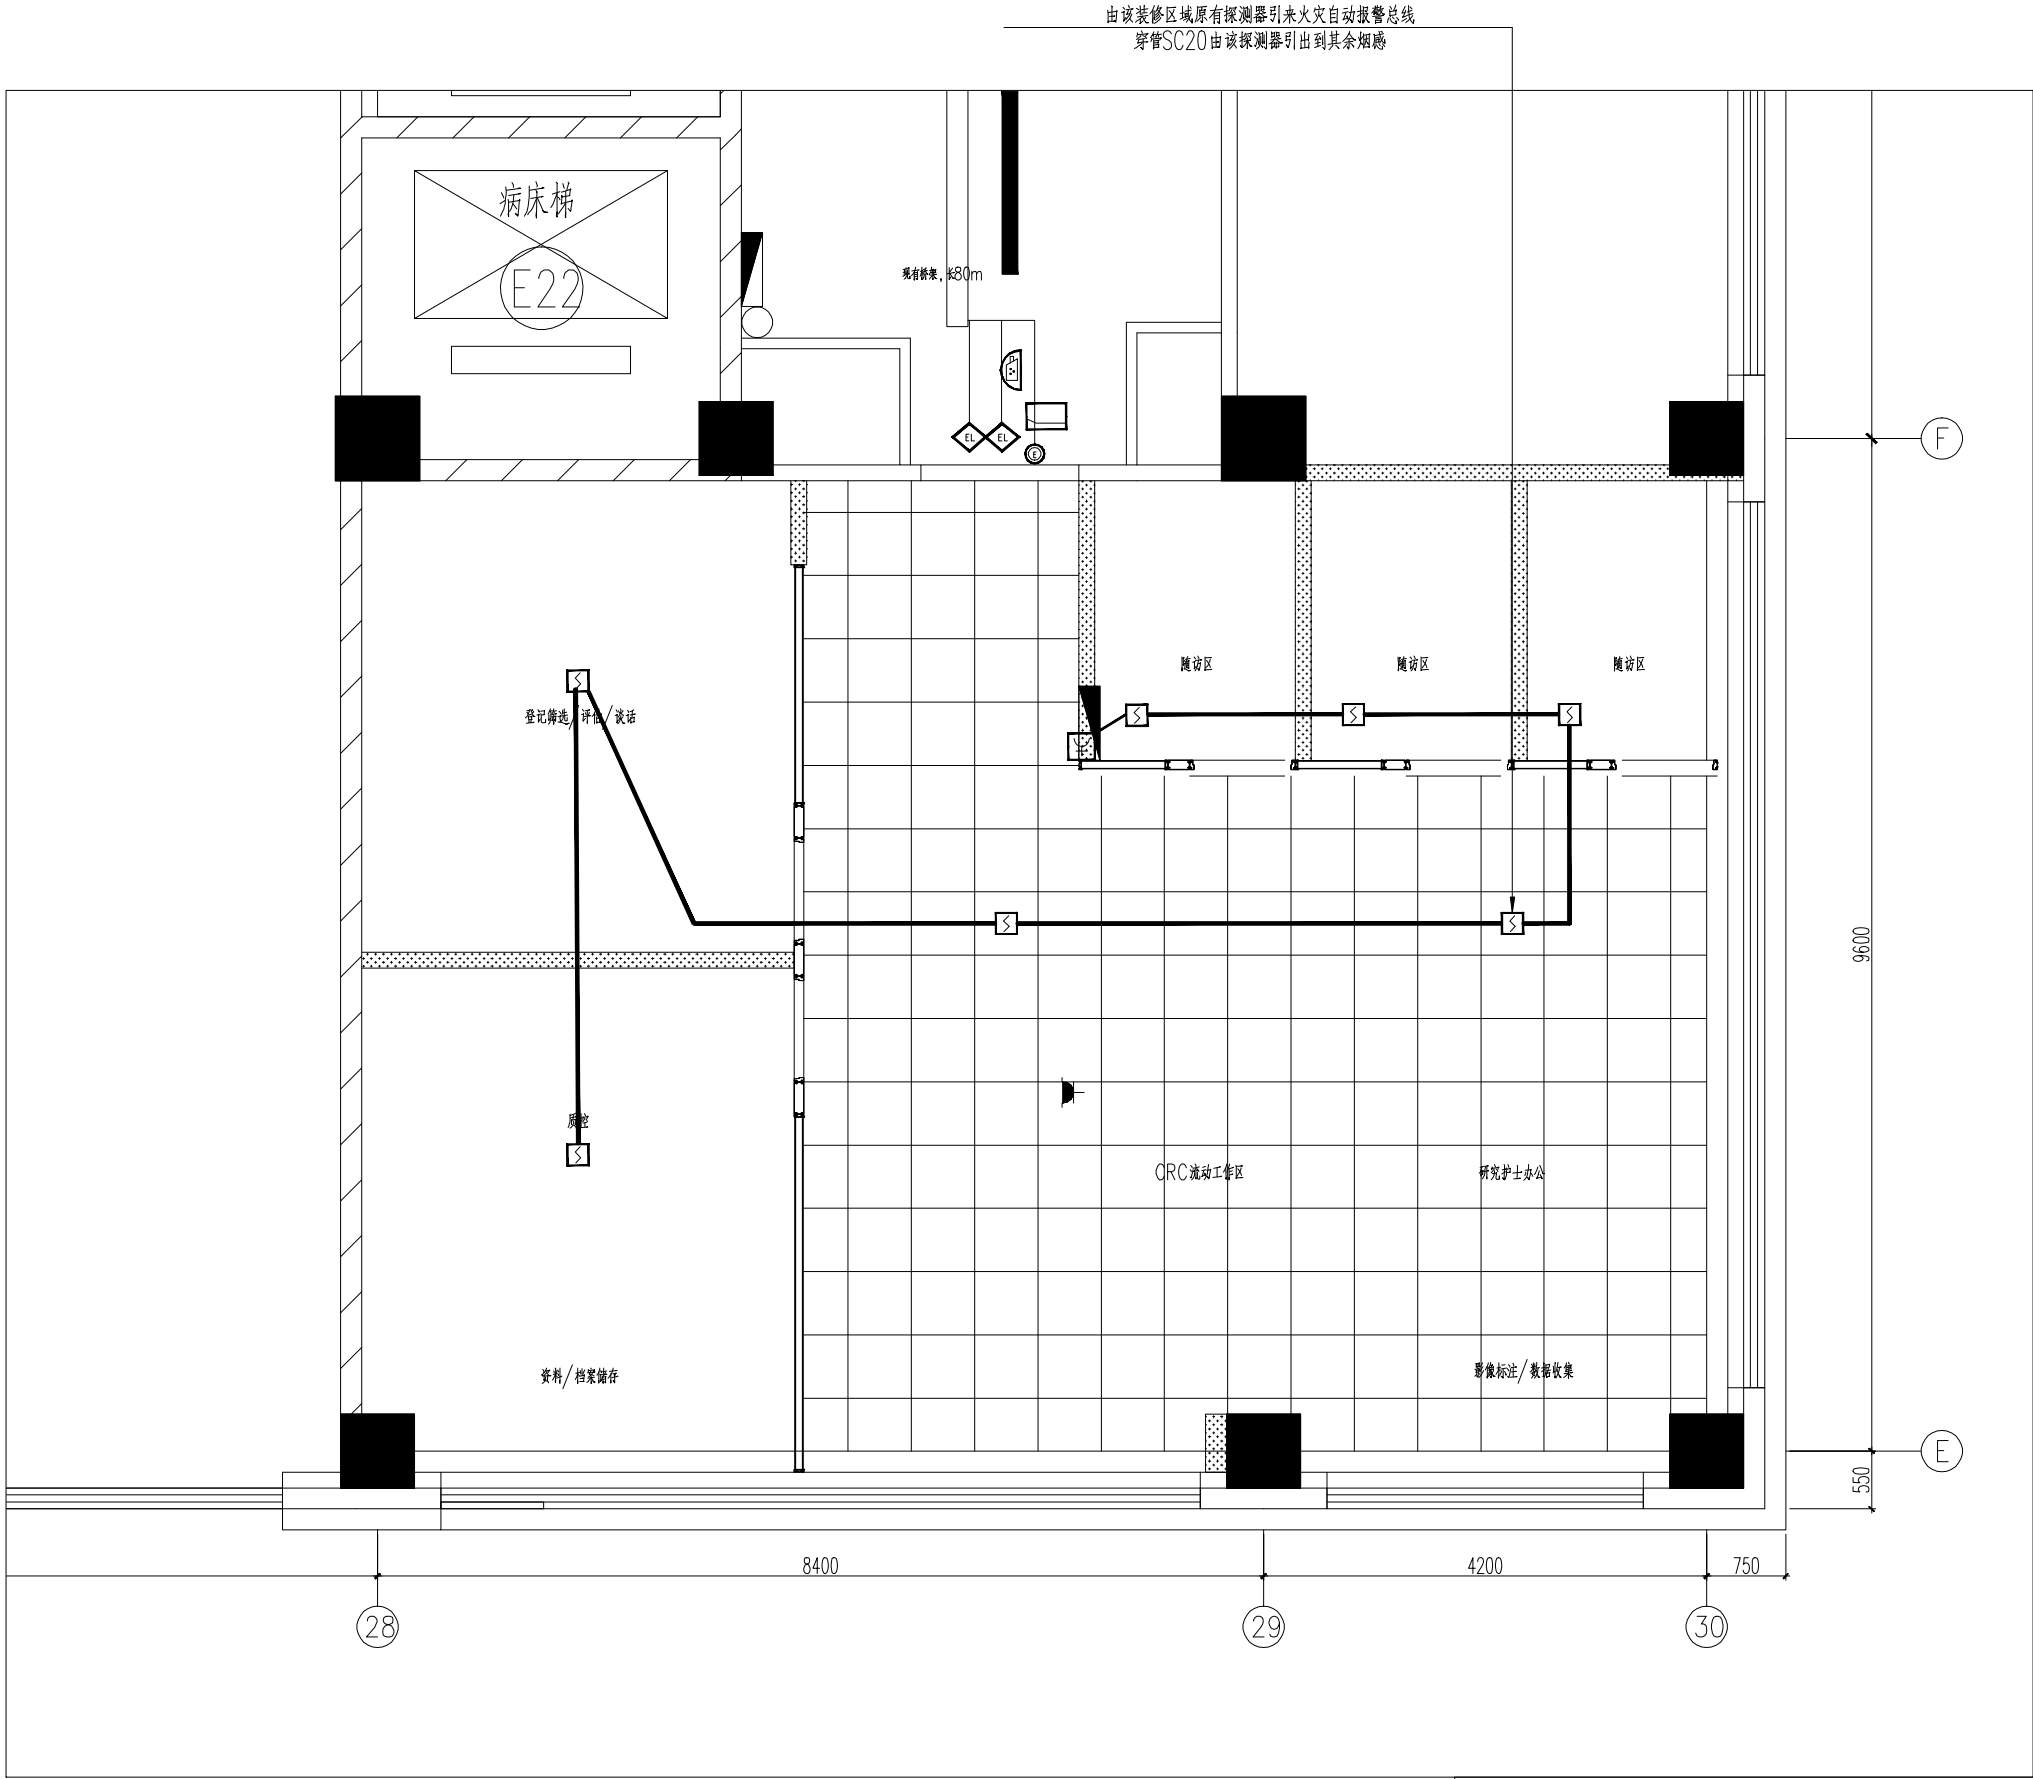 由该装修区域原有探测器引来火灾自动报警总线
穿管SC20由该探测器引出到其余烟感
病床梯
E22
现有桥架，长80m
EL
EL
E
F
随访区
随访区
随访区
登记筛选/评估/谈话
9600
质控
CRC流动工作区
研究护士办公
资料/档案储存
影像标注/数据收集
E
550
8400
4200
750
28
29
30